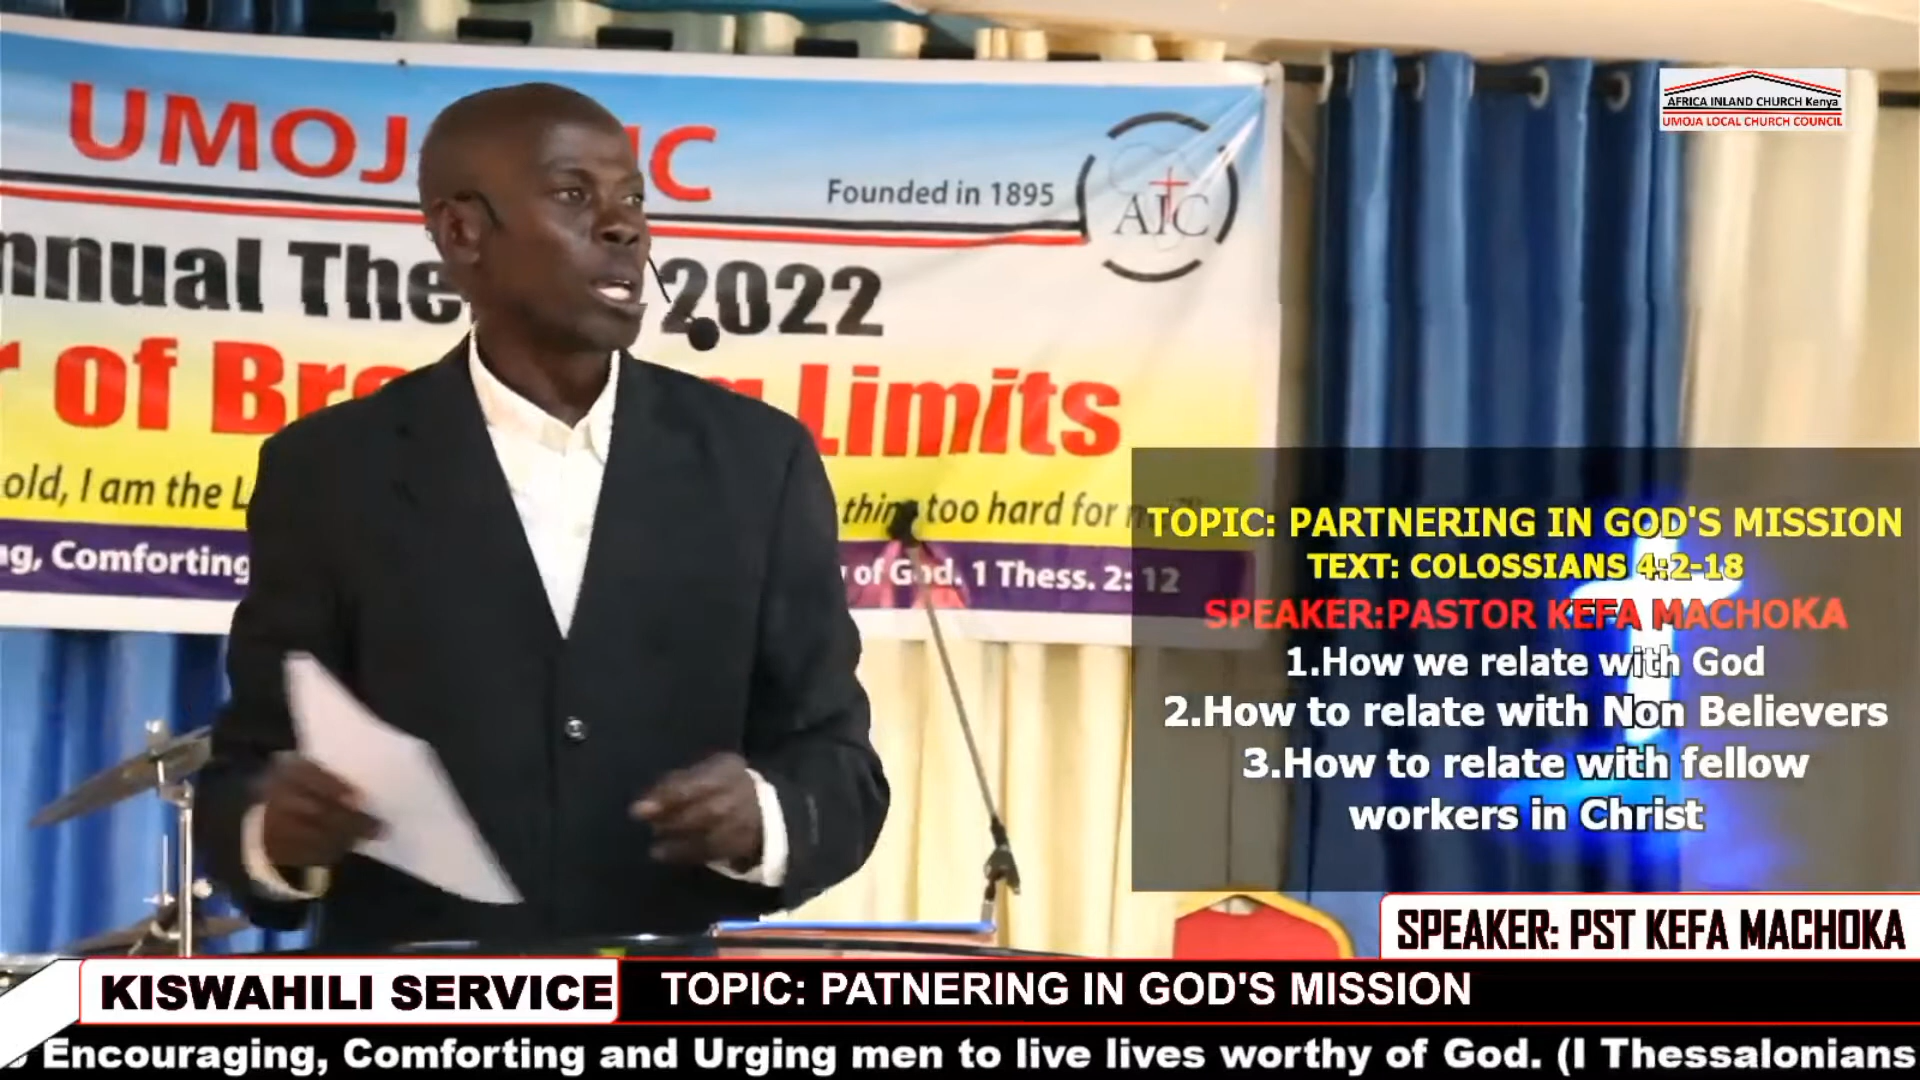 UMOJ IC
Founded in 1895
AIC
nnual The 2022
r of Bre g Limits
old, I am the L thing too hard for
ng, Comforting of God. 1 Thess. 2: 12
AFRICA INLAND CHURCH Kenya
UMOJA LOCAL CHURCH COUNCIL
TOPIC: PARTNERING IN GOD'S MISSION
TEXT: COLOSSIANS 4:2-18
SPEAKER:PASTOR KEFA MACHOKA
1.How we relate with God
2.How to relate with Non Believers
3.How to relate with fellow
workers in Christ
SPEAKER: PST KEFA MACHOKA
KISWAHILI SERVICE
TOPIC: PATNERING IN GOD'S MISSION
Encouraging, Comforting and Urging men to live lives worthy of God. (I Thessalonians